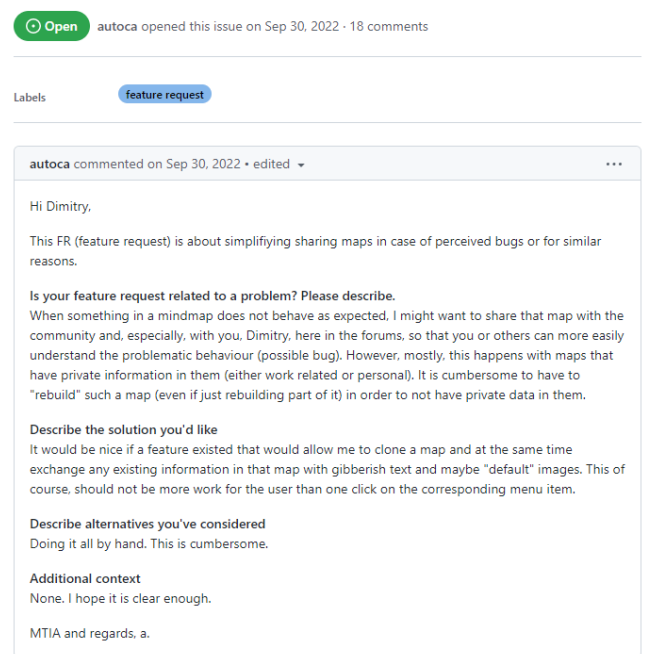 Open autoca opened this issue on Sep 30, 2022 · 18 comments
Labels feature request
autoca commented on Sep 30, 2022 • edited
Hi Dimitry,
This FR (feature request) is about simplifiying sharing maps in case of perceived bugs or for similar
reasons.
Is your feature request related to a problem? Please describe.
When something in a mindmap does not behave as expected, I might want to share that map with the
community and, especially, with you, Dimitry, here in the forums, so that you or others can more easily
understand the problematic behaviour (possible bug). However, mostly, this happens with maps that
have private information in them (either work related or personal). It is cumbersome to have to
"rebuild" such a map (even if just rebuilding part of it) in order to not have private data in them.
Describe the solution you'd like
It would be nice if a feature existed that would allow me to clone a map and at the same time
exchange any existing information in that map with gibberish text and maybe "default" images. This of
course, should not be more work for the user than one click on the corresponding menu item.
Describe alternatives you've considered
Doing it all by hand. This is cumbersome.
Additional context
None. I hope it is clear enough.
MTIA and regards, a.